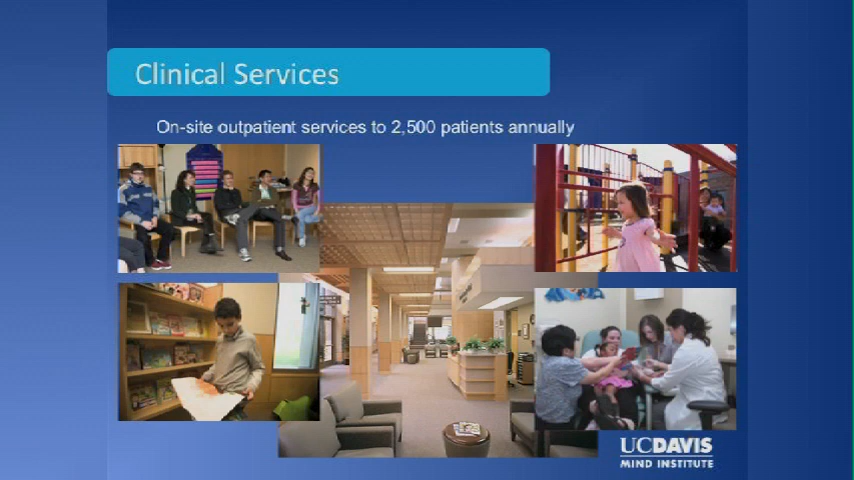 Clinical Services
On-site outpatient services to 2,500 patients annually
UCDAVIS
MIND INSTITUTE